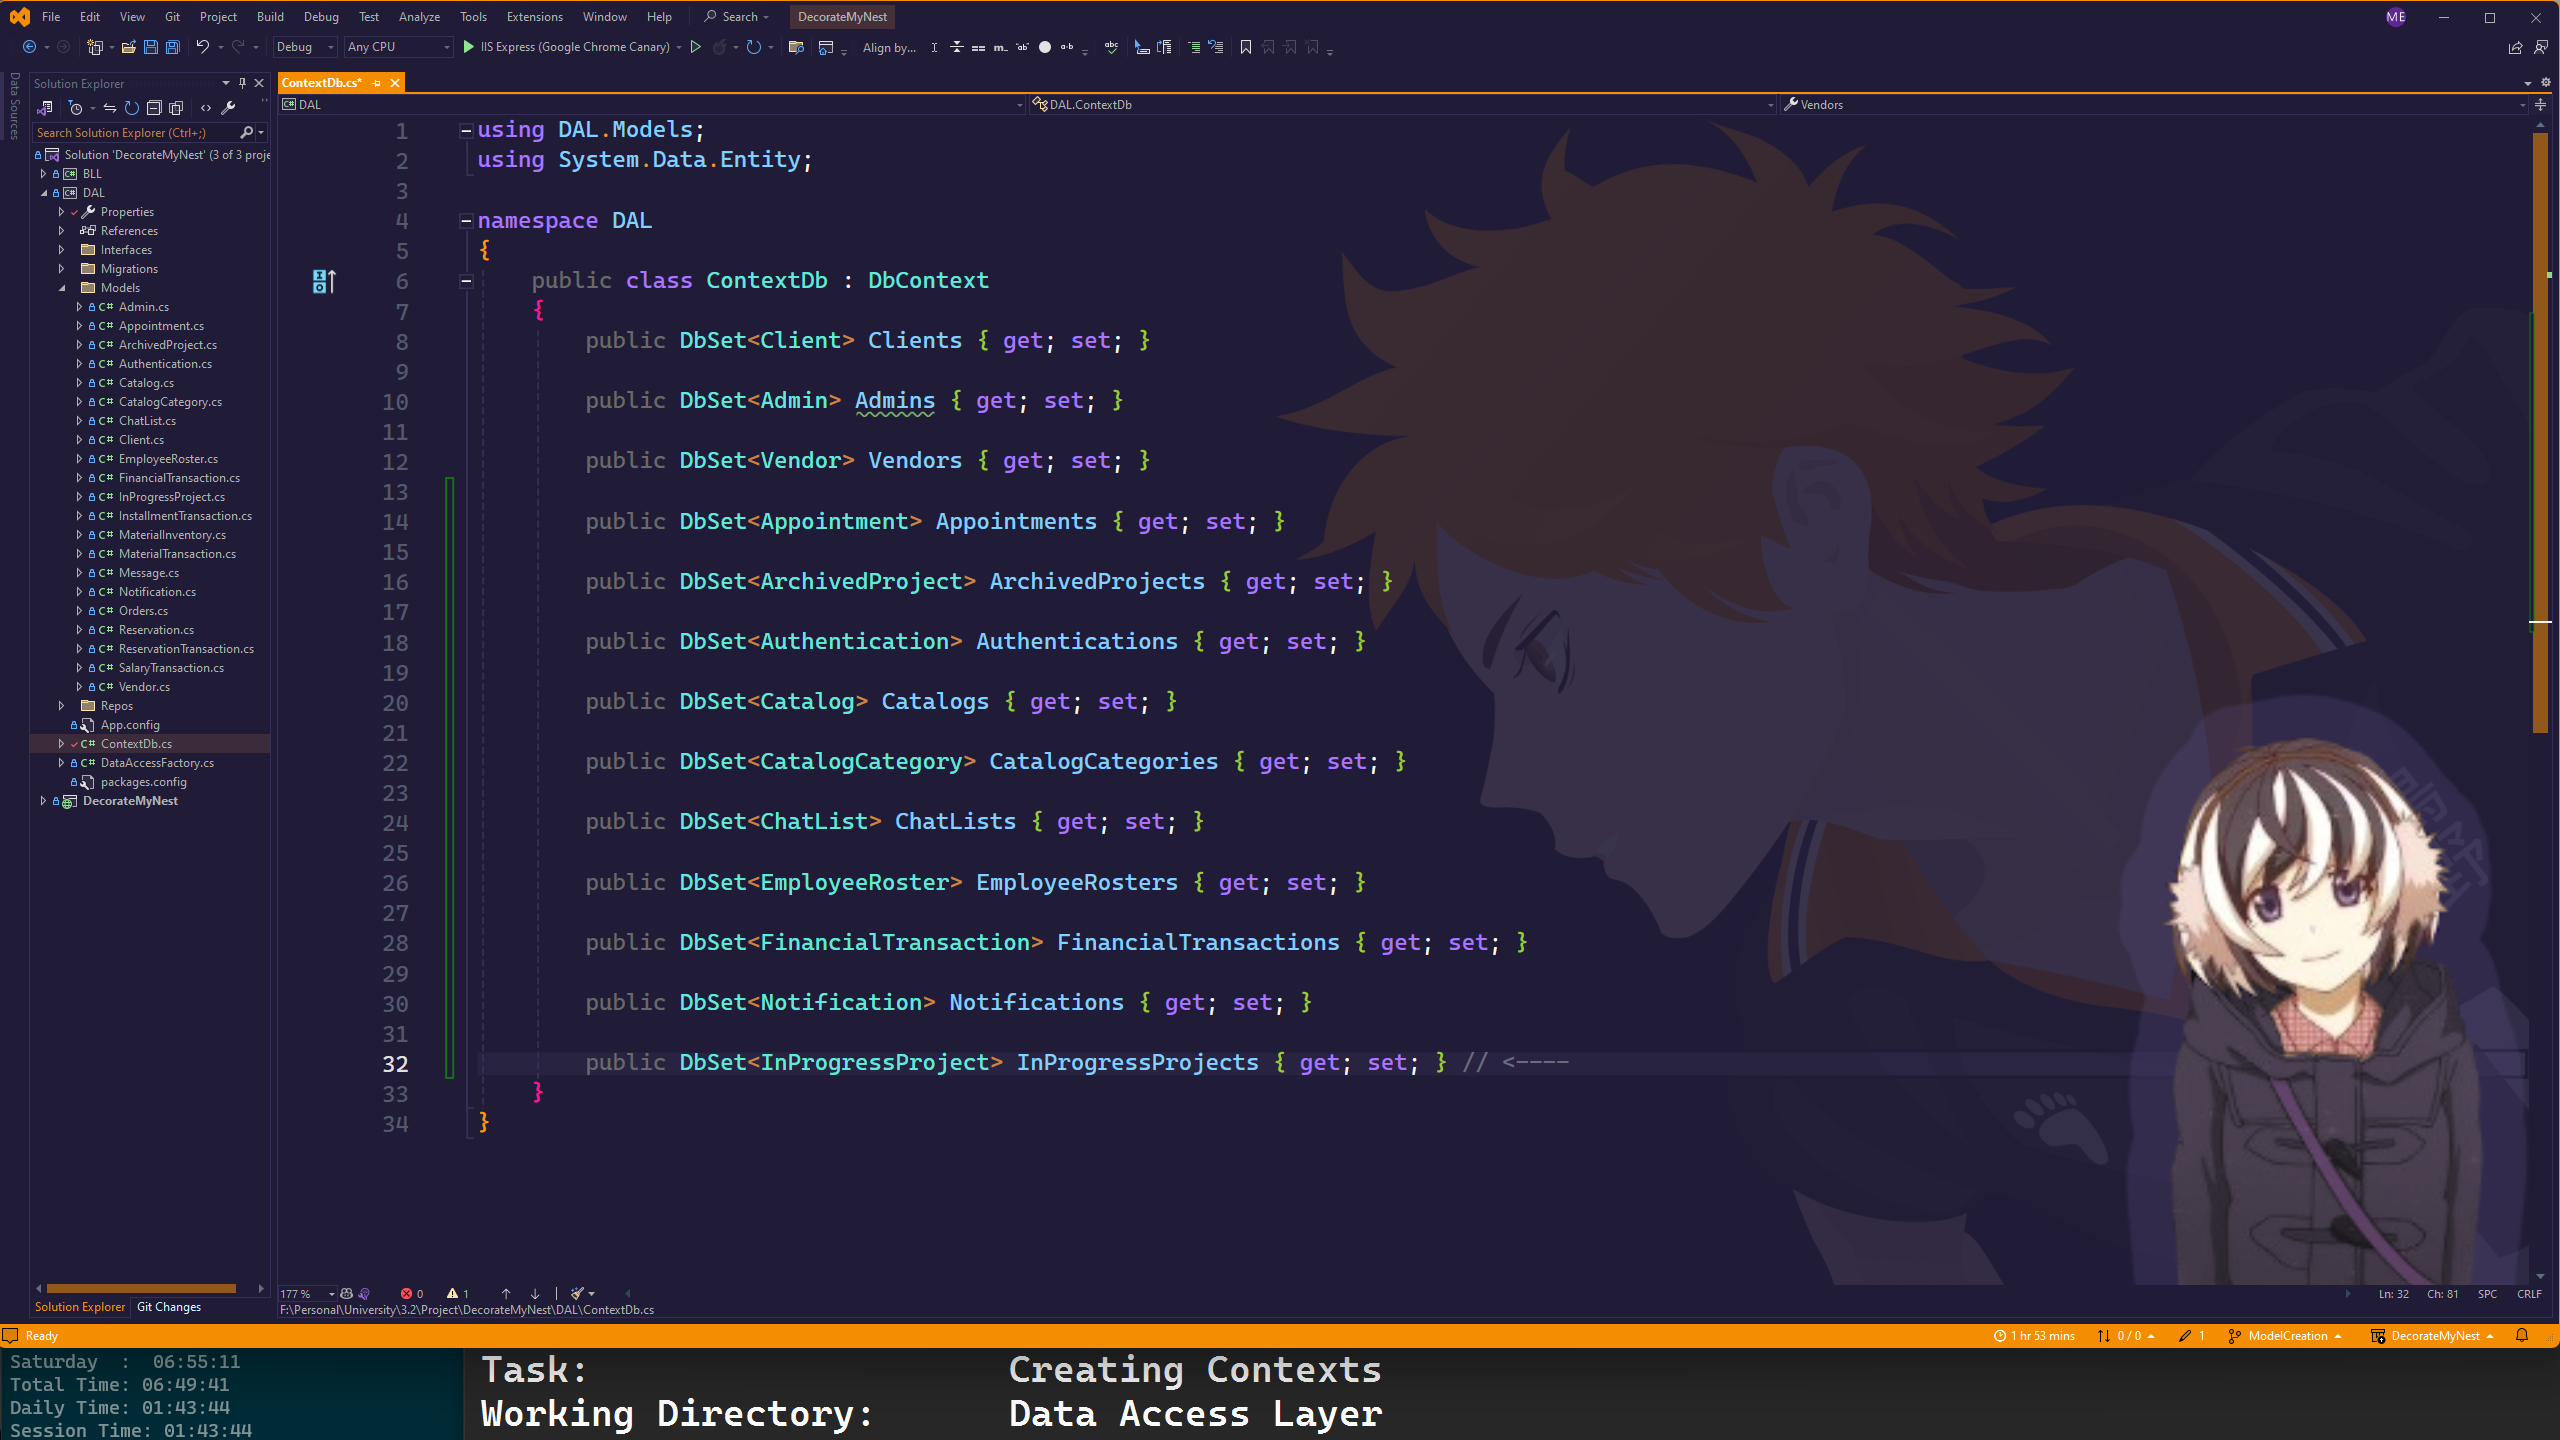 File Edit View Git Project Build Debug Test Analyze Tools Extensions Window Help Search DecorateMyNest ME
Debug Any CPU IIS Express (Google Chrome Canary) Align by...
Data Sources
Solution Explorer
Search Solution Explorer (Ctrl+;)
Solution 'DecorateMyNest' (3 of 3 proje
BLL
DAL
Properties
References
Interfaces
Migrations
Models
Admin.cs
Appointment.cs
ArchivedProject.cs
Authentication.cs
Catalog.cs
CatalogCategory.cs
ChatList.cs
Client.cs
EmployeeRoster.cs
FinancialTransaction.cs
InProgressProject.cs
InstallmentTransaction.cs
MaterialInventory.cs
MaterialTransaction.cs
Message.cs
Notification.cs
Orders.cs
Reservation.cs
ReservationTransaction.cs
SalaryTransaction.cs
Vendor.cs
Repos
App.config
ContextDb.cs
DataAccessFactory.cs
packages.config
DecorateMyNest
Solution Explorer Git Changes
ContextDb.cs*
DAL DAL.ContextDb Vendors
1 using DAL.Models;
2 using System.Data.Entity;
3
4 namespace DAL
5 {
6 public class ContextDb : DbContext
7 {
8 public DbSet<Client> Clients { get; set; }
9
10 public DbSet<Admin> Admins { get; set; }
11
12 public DbSet<Vendor> Vendors { get; set; }
13
14 public DbSet<Appointment> Appointments { get; set; }
15
16 public DbSet<ArchivedProject> ArchivedProjects { get; set; }
17
18 public DbSet<Authentication> Authentications { get; set; }
19
20 public DbSet<Catalog> Catalogs { get; set; }
21
22 public DbSet<CatalogCategory> CatalogCategories { get; set; }
23
24 public DbSet<ChatList> ChatLists { get; set; }
25
26 public DbSet<EmployeeRoster> EmployeeRosters { get; set; }
27
28 public DbSet<FinancialTransaction> FinancialTransactions { get; set; }
29
30 public DbSet<Notification> Notifications { get; set; }
31
32 public DbSet<InProgressProject> InProgressProjects { get; set; } // <----
33 }
34 }
177 % 0 1 Ln: 32 Ch: 81 SPC CRLF
F:\Personal\University\3.2\Project\DecorateMyNest\DAL\ContextDb.cs
Ready 1 hr 53 mins 0 / 0 1 ModelCreation DecorateMyNest
Saturday : 06:55:11
Total Time: 06:49:41
Daily Time: 01:43:44
Session Time: 01:43:44
Task: Creating Contexts
Working Directory: Data Access Layer